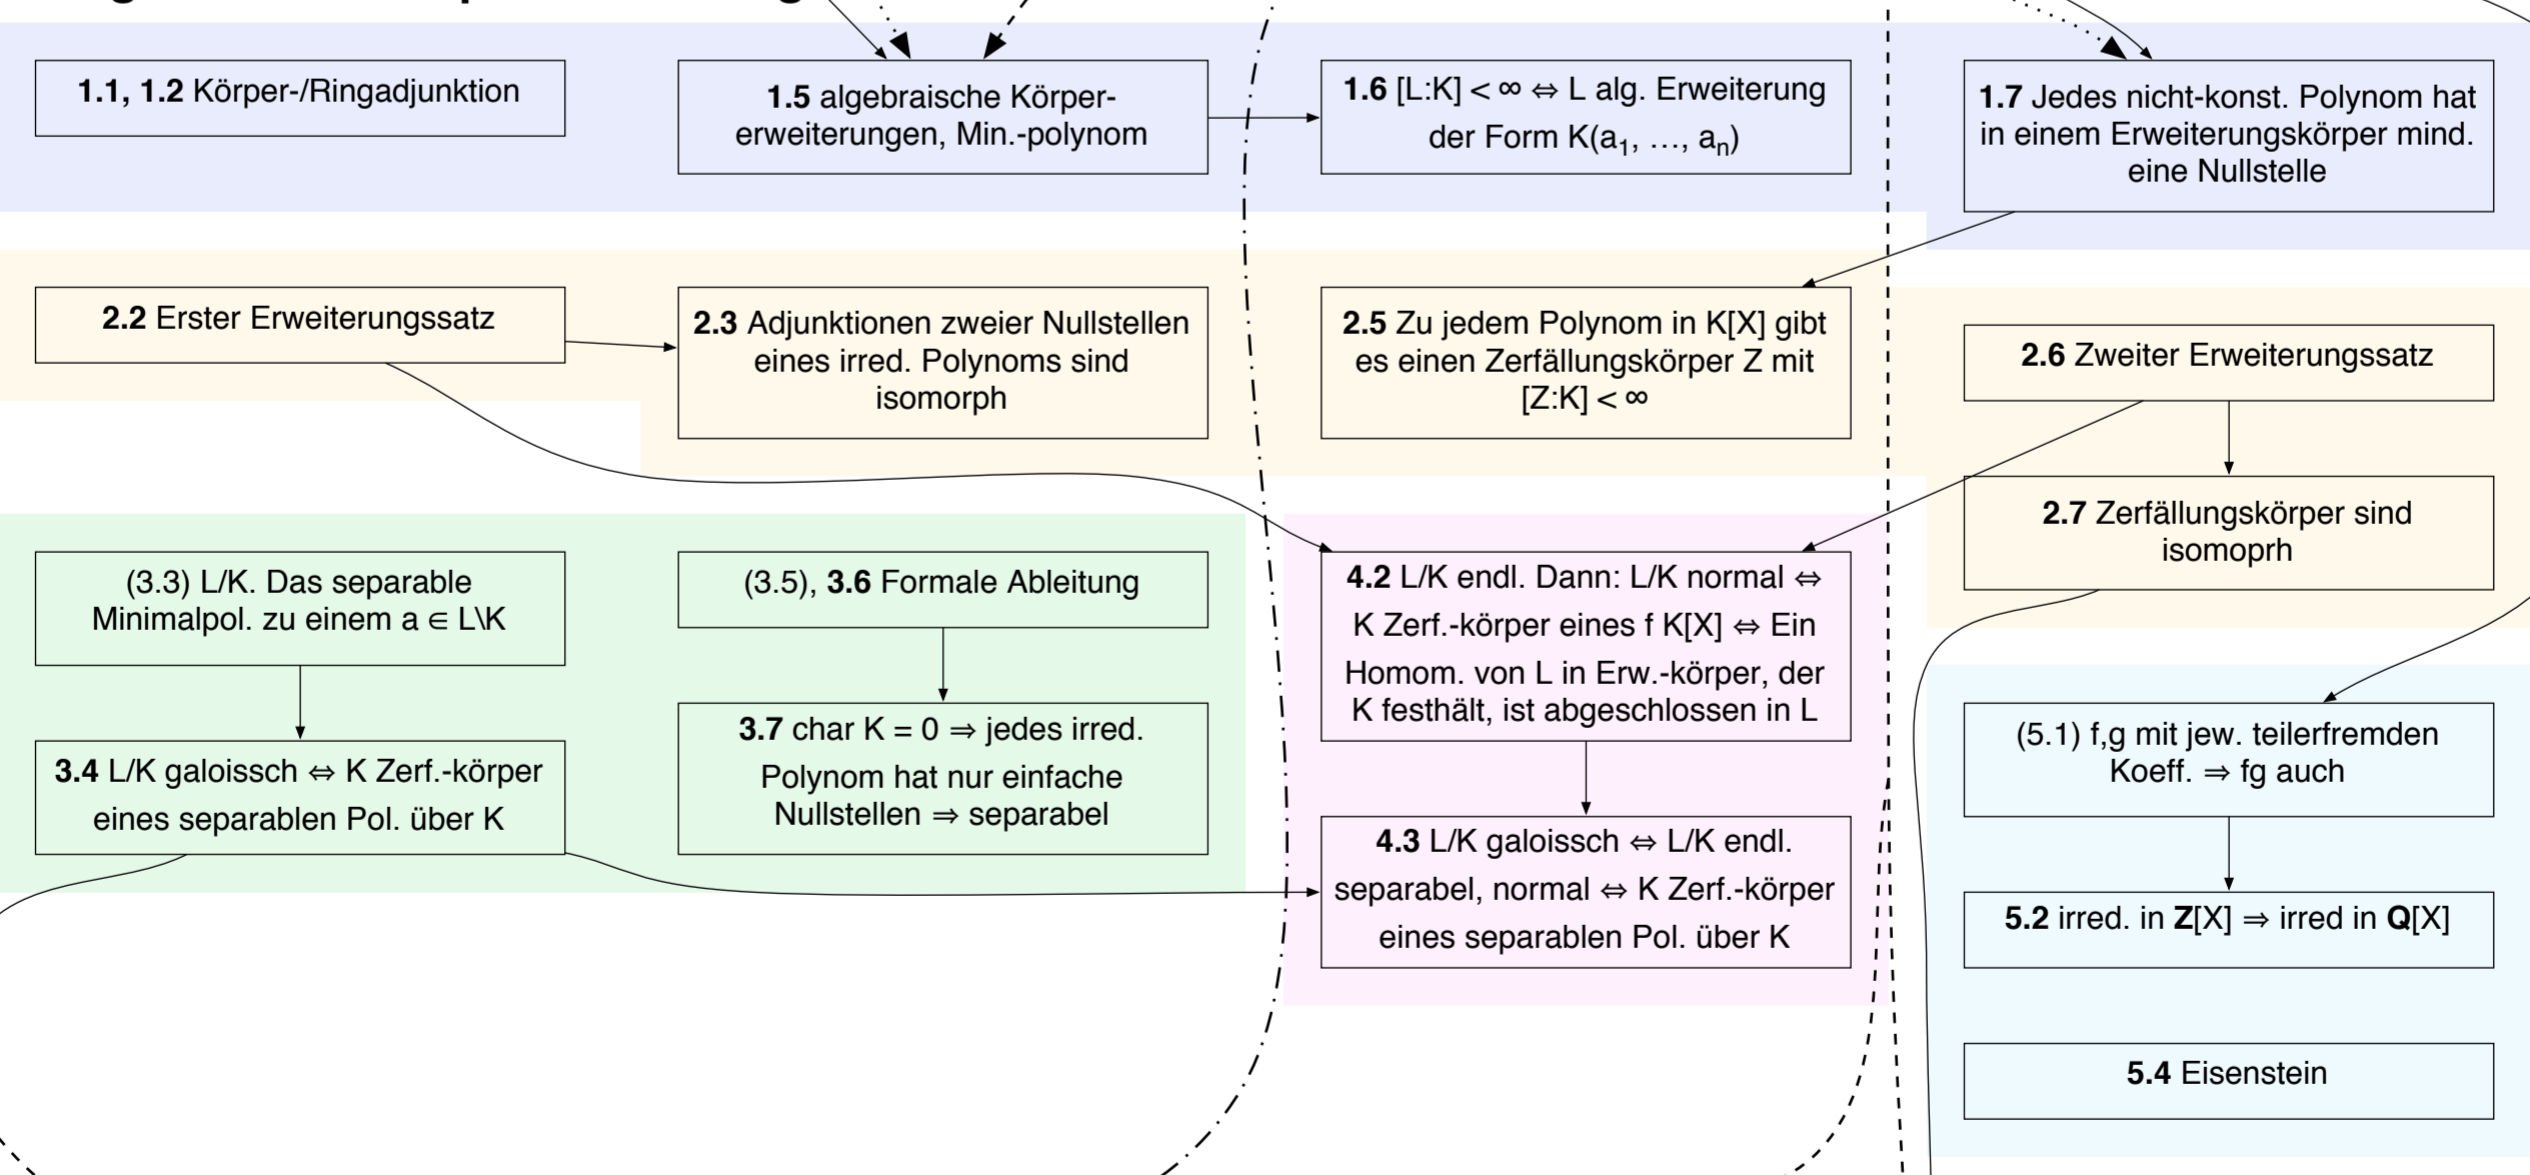 1.1, 1.2 Körper-/Ringadjunktion
1.5 algebraische Körper-
erweiterungen, Min.-polynom
1.6 [L:K] < ∞ ⇔ L alg. Erweiterung
der Form K(a₁, …, aₙ)
1.7 Jedes nicht-konst. Polynom hat
in einem Erweiterungskörper mind.
eine Nullstelle
2.2 Erster Erweiterungssatz
2.3 Adjunktionen zweier Nullstellen
eines irred. Polynoms sind
isomorph
2.5 Zu jedem Polynom in K[X] gibt
es einen Zerfällungskörper Z mit
[Z:K] < ∞
2.6 Zweiter Erweiterungssatz
2.7 Zerfällungskörper sind
isomoprh
(3.3) L/K. Das separable
Minimalpol. zu einem a ∈ L\K
(3.5), 3.6 Formale Ableitung
4.2 L/K endl. Dann: L/K normal ⇔
K Zerf.-körper eines f K[X] ⇔ Ein
Homom. von L in Erw.-körper, der
K festhält, ist abgeschlossen in L
3.4 L/K galoissch ⇔ K Zerf.-körper
eines separablen Pol. über K
3.7 char K = 0 ⇒ jedes irred.
Polynom hat nur einfache
Nullstellen ⇒ separabel
(5.1) f,g mit jew. teilerfremden
Koeff. ⇒ fg auch
4.3 L/K galoissch ⇔ L/K endl.
separabel, normal ⇔ K Zerf.-körper
eines separablen Pol. über K
5.2 irred. in Z[X] ⇒ irred in Q[X]
5.4 Eisenstein